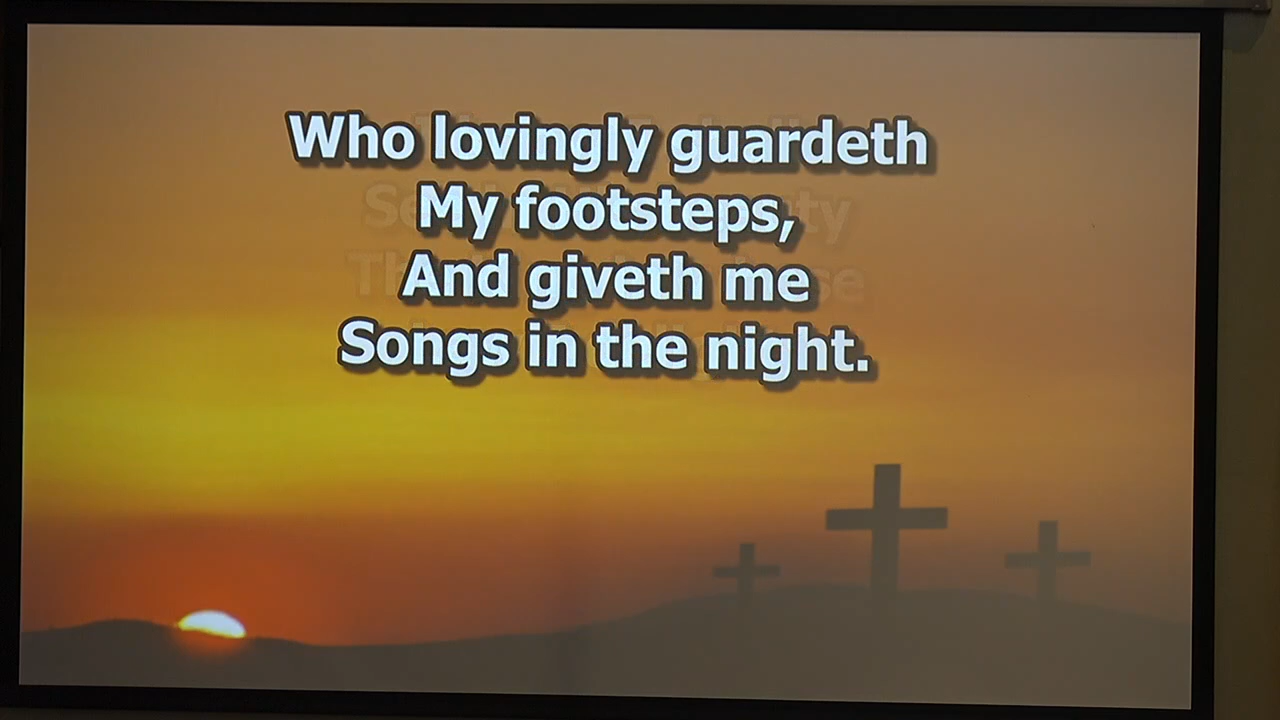 Who lovingly guardeth
My footsteps,
And giveth me
Songs in the night.